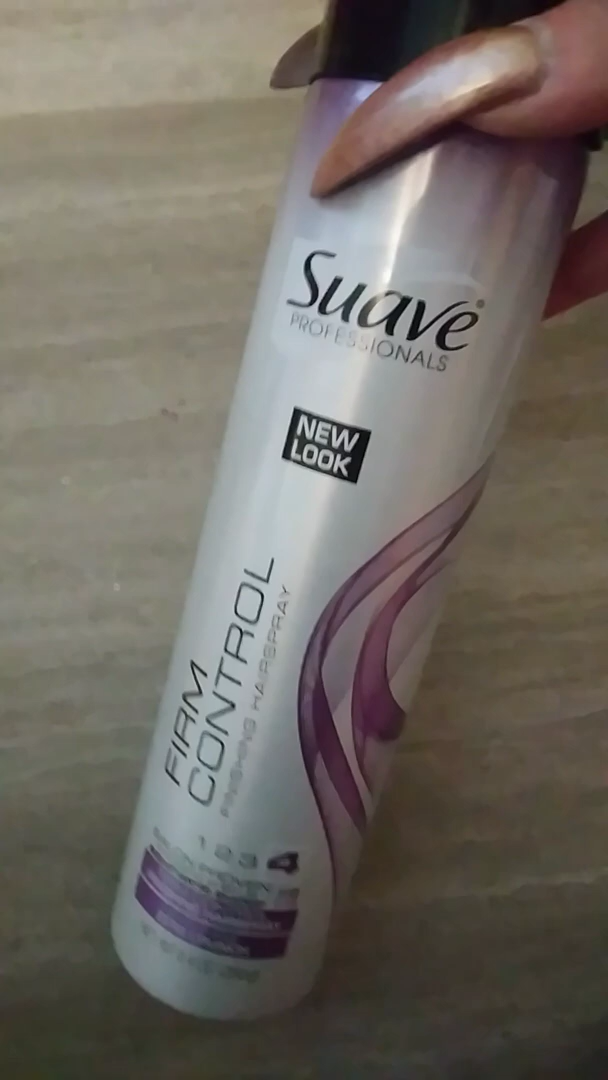 Suave®
PROFESSIONALS
NEW
LOOK
FIRM
CONTROL
FINISHING HAIRSPRAY
1 2 3 4